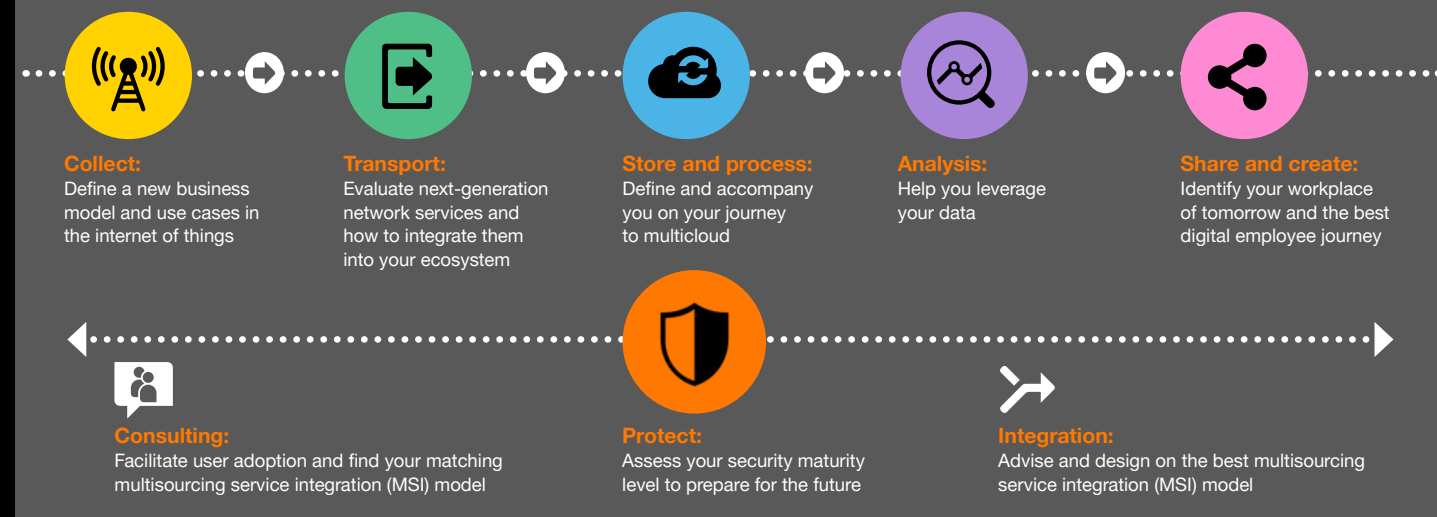 Collect:
Define a new business
model and use cases in
the internet of things
Transport:
Evaluate next-generation
network services and
how to integrate them
into your ecosystem
Store and process:
Define and accompany
you on your journey
to multicloud
Analysis:
Help you leverage
your data
Share and create:
Identify your workplace
of tomorrow and the best
digital employee journey
Consulting:
Facilitate user adoption and find your matching
multisourcing service integration (MSI) model
Protect:
Assess your security maturity
level to prepare for the future
Integration:
Advise and design on the best multisourcing
service integration (MSI) model